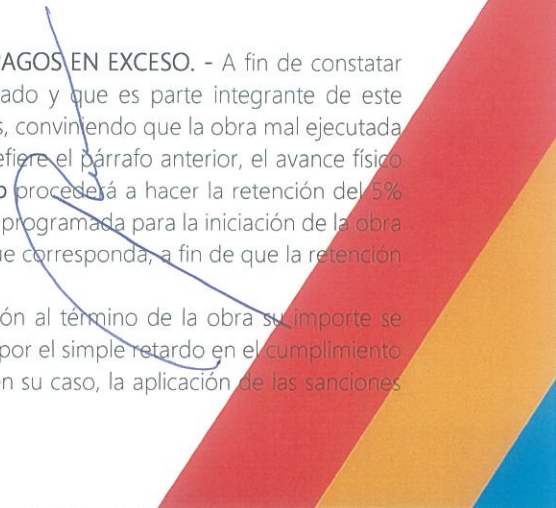 AGOS EN EXCESO. - A fin de constatar
ado y que es parte integrante de este
s, conviniendo que la obra mal ejecutada
efiere el párrafo anterior, el avance físico
o procederá a hacer la retención del 5%
programada para la iniciación de la obra
ue corresponda, a fin de que la retención
ón al término de la obra su importe se
por el simple retardo en el cumplimiento
en su caso, la aplicación de las sanciones